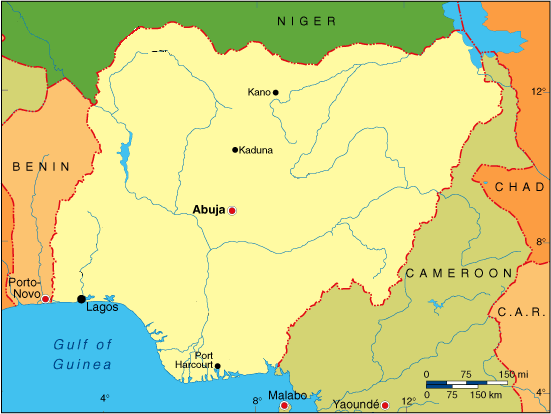 NIGER
Kano
12°
Kaduna
BENIN
CHAD
Abuja
8°
CAMEROON
Porto-
Novo
Lagos
C.A.R.
Gulf of
Guinea
Port
Harcourt
0 75 150 mi
0 75 150 km
Malabo
4°
8°
Yaoundé
12°
4°